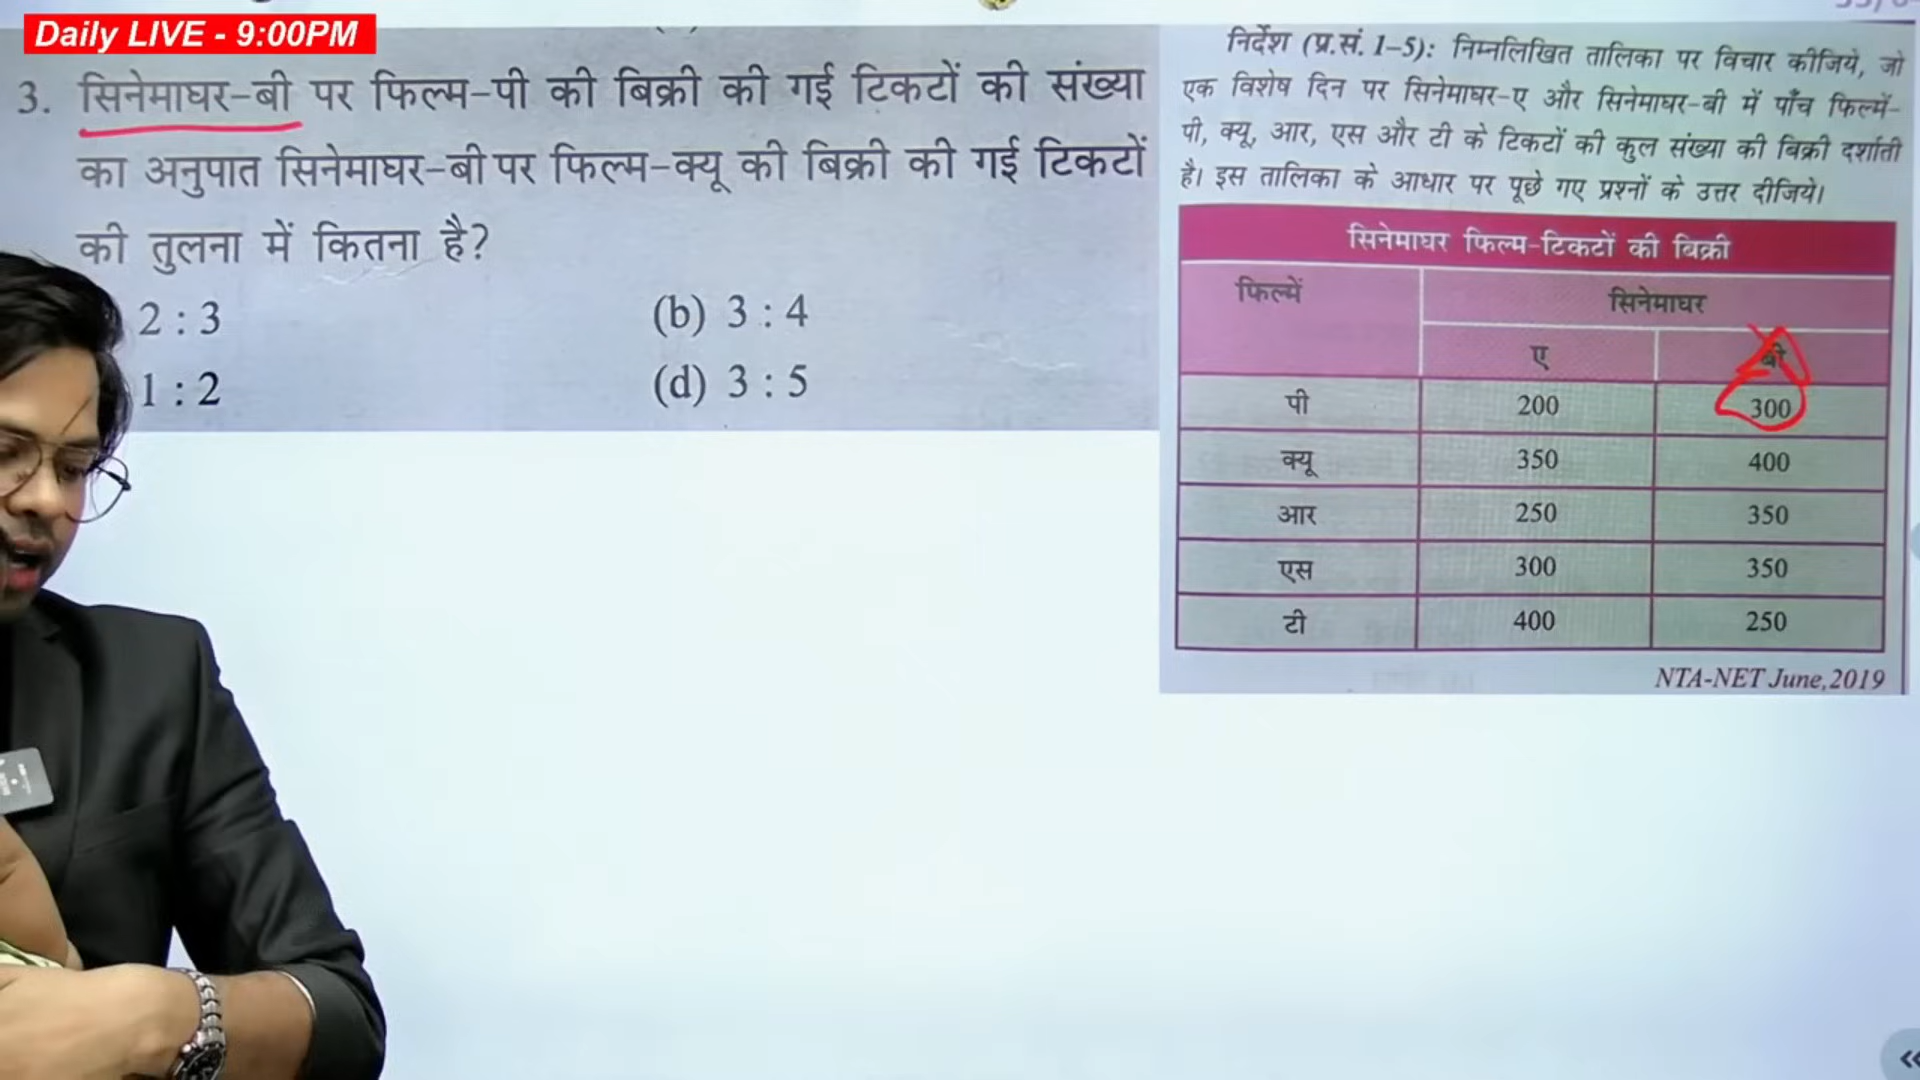 Daily LIVE - 9:00PM
3. सिनेमाघर-बी पर फिल्म-पी की बिक्री की गई टिकटों की संख्या
का अनुपात सिनेमाघर-बी पर फिल्म-क्यू की बिक्री की गई टिकटों
की तुलना में कितना है?
2 : 3
(b) 3 : 4
1 : 2
(d) 3 : 5
निर्देश (प्र.सं. 1–5): निम्नलिखित तालिका पर विचार कीजिये, जो
एक विशेष दिन पर सिनेमाघर-ए और सिनेमाघर-बी में पाँच फिल्में-
पी, क्यू, आर, एस और टी के टिकटों की कुल संख्या की बिक्री दर्शाती
है। इस तालिका के आधार पर पूछे गए प्रश्नों के उत्तर दीजिये।
सिनेमाघर फिल्म-टिकटों की बिक्री
फिल्में सिनेमाघर
ए बी
पी 200 300
क्यू 350 400
आर 250 350
एस 300 350
टी 400 250
NTA-NET June,2019